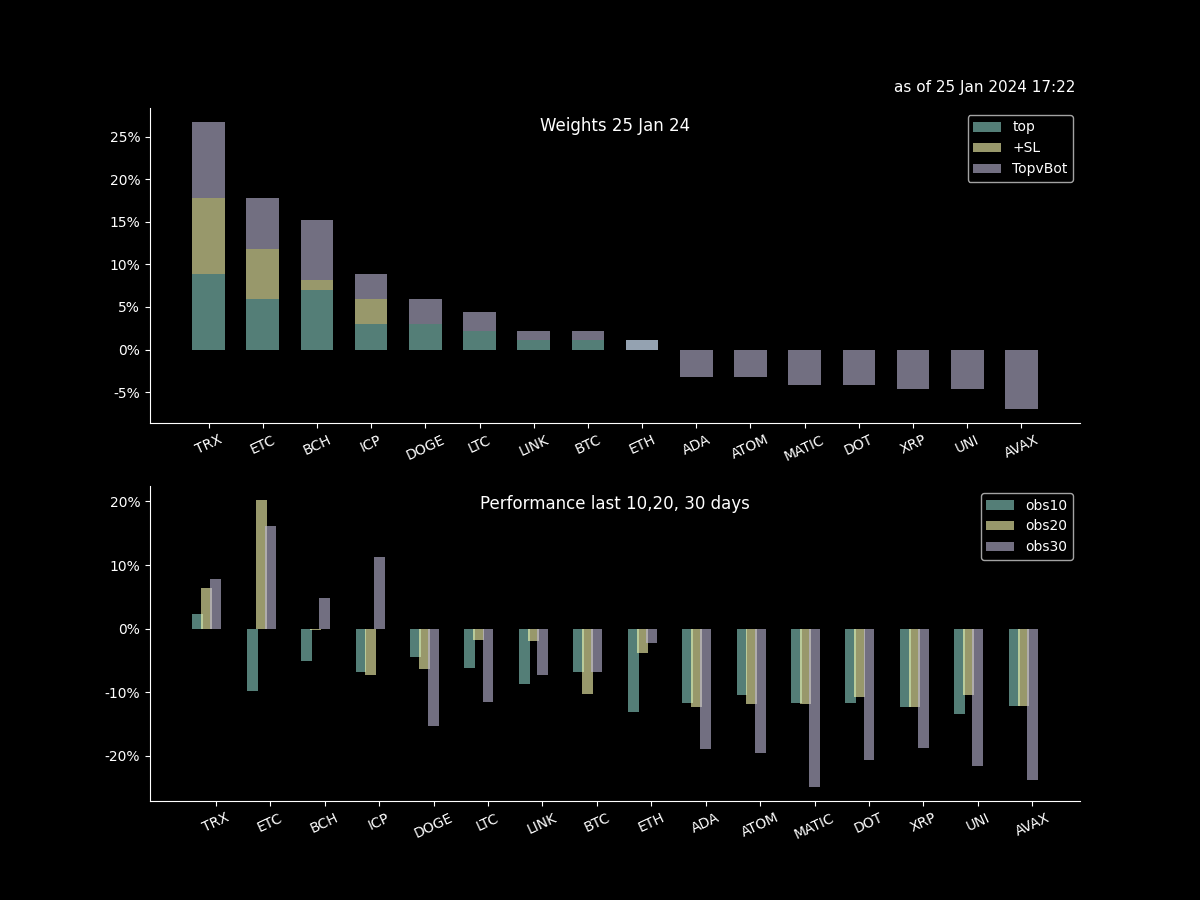 as of 25 Jan 2024 17:22
Weights 25 Jan 24
top
+SL
TopvBot
25%
20%
15%
10%
5%
0%
-5%
TRX ETC BCH ICP DOGE LTC LINK BTC ETH ADA ATOM MATIC DOT XRP UNI AVAX
Performance last 10,20, 30 days
obs10
obs20
obs30
20%
10%
0%
-10%
-20%
TRX ETC BCH ICP DOGE LTC LINK BTC ETH ADA ATOM MATIC DOT XRP UNI AVAX